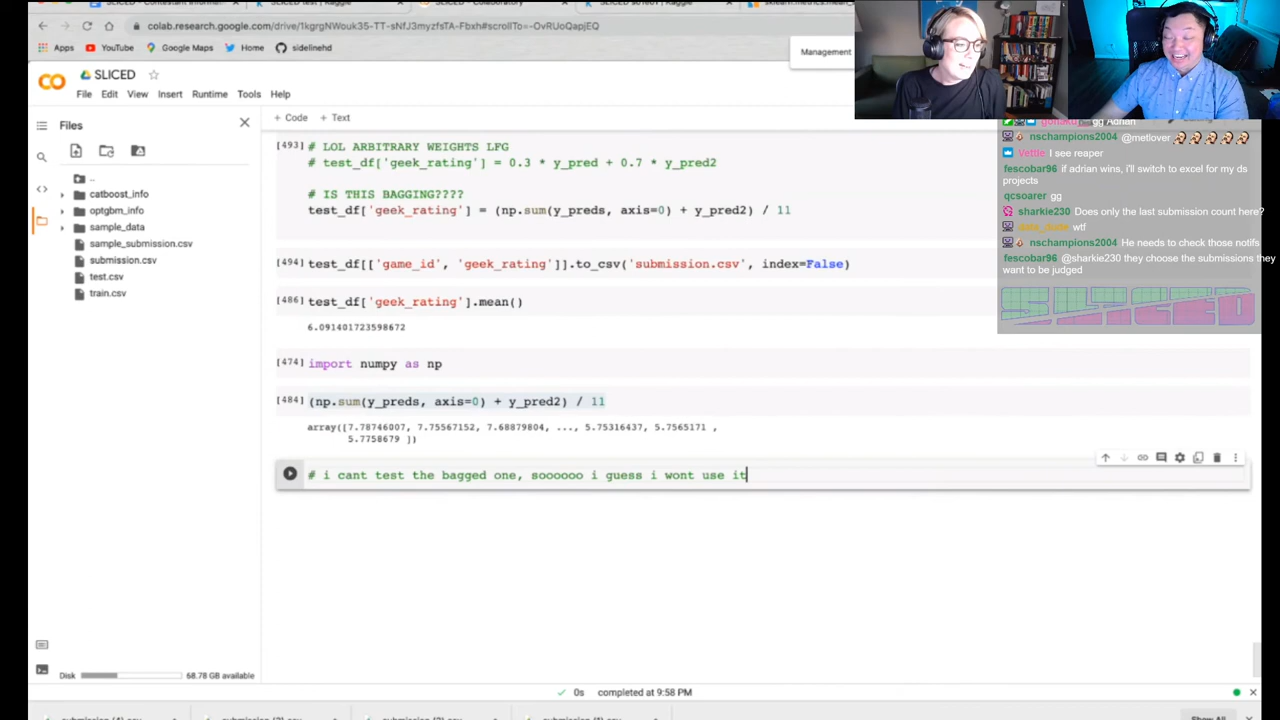 colab.research.google.com/drive/1kgrgNWouk35-TT-sNfJ3myzfsTA-Fbxh#scrollTo=-OvRUoQapjEC
Apps YouTube Google Maps Home sidelinehd
Management
SLICED
File Edit View Insert Runtime Tools Help
Files
+ Code + Text
..
catboost_info
optgbm_info
sample_data
sample_submission.csv
submission.csv
test.csv
train.csv
[493] # LOL ARBITRARY WEIGHTS LFG
# test_df['geek_rating'] = 0.3 * y_pred + 0.7 * y_pred2
# IS THIS BAGGING????
test_df['geek_rating'] = (np.sum(y_preds, axis=0) + y_pred2) / 11
[494] test_df[['game_id', 'geek_rating']].to_csv('submission.csv', index=False)
[486] test_df['geek_rating'].mean()
6.091401723598672
[474] import numpy as np
[484] (np.sum(y_preds, axis=0) + y_pred2) / 11
array([7.78746007, 7.75567152, 7.68879804, ..., 5.75316437, 5.7565171 ,
5.7758679 ])
# i cant test the bagged one, soooooo i guess i wont use it
gg Adrian
nschampions2004 @metlover
Vettle I see reaper
fescobar96 if adrian wins, i'll switch to excel for my ds
projects
qcsoarer gg
sharkie230 Does only the last submission count here?
wtf
nschampions2004 He needs to check those notifs
fescobar96 @sharkie230 they choose the submissions they
want to be judged
SLICED
Disk 68.78 GB available
0s completed at 9:58 PM